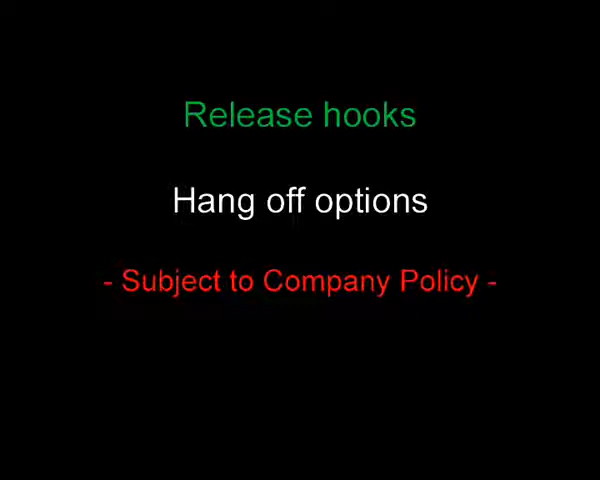 Release hooks
Hang off options
- Subject to Company Policy -